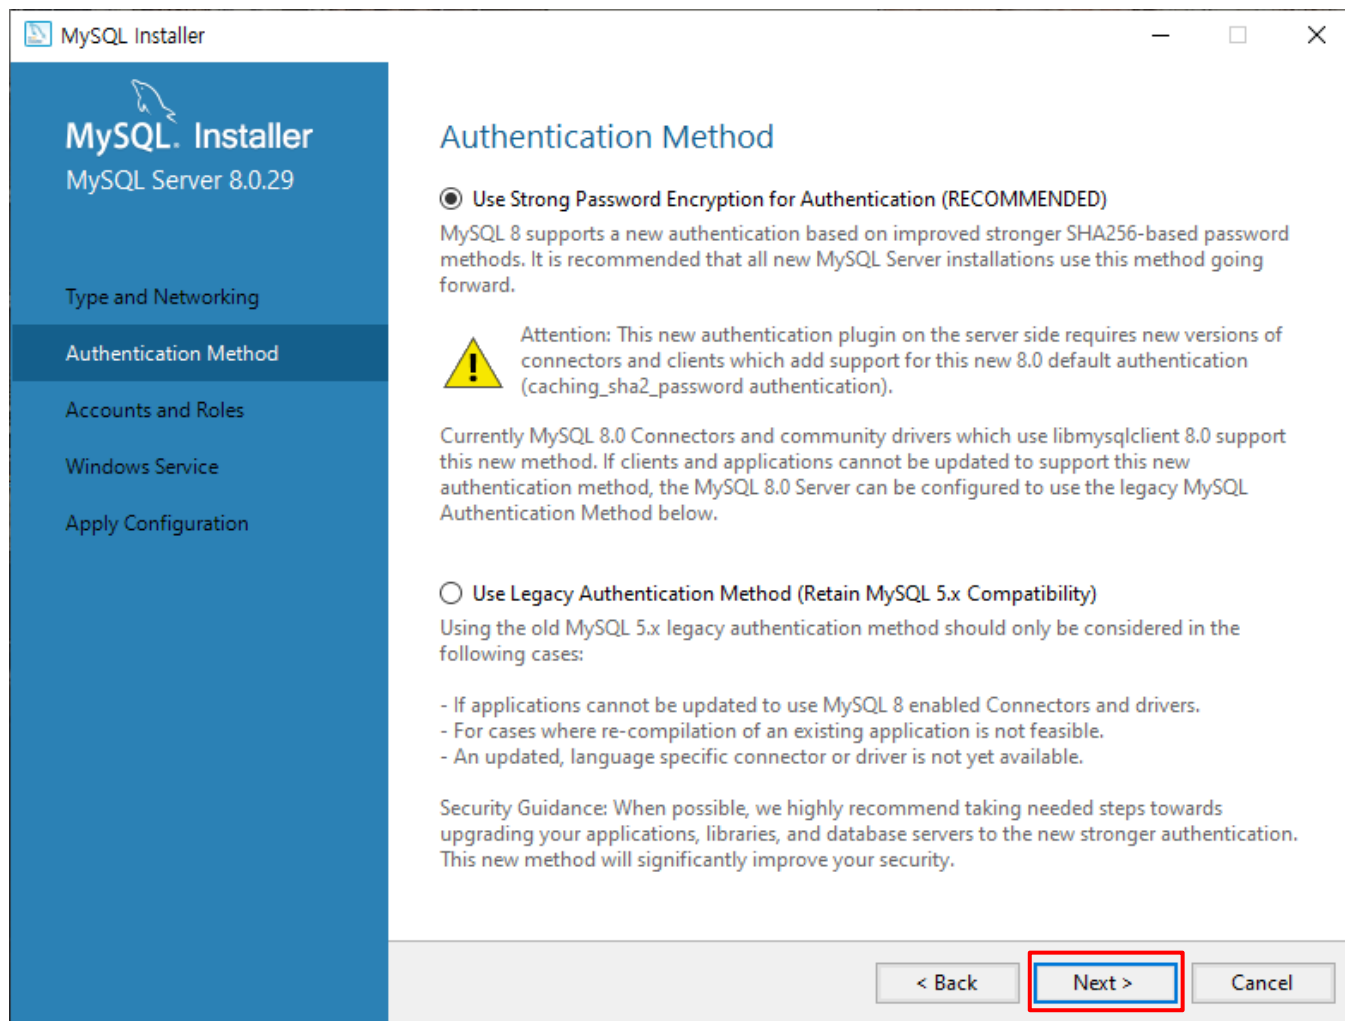 MySQL Installer
MySQL. Installer
MySQL Server 8.0.29
Type and Networking
Authentication Method
Accounts and Roles
Windows Service
Apply Configuration
Authentication Method
Use Strong Password Encryption for Authentication (RECOMMENDED)
MySQL 8 supports a new authentication based on improved stronger SHA256-based password
methods. It is recommended that all new MySQL Server installations use this method going
forward.
Attention: This new authentication plugin on the server side requires new versions of
connectors and clients which add support for this new 8.0 default authentication
(caching_sha2_password authentication).
Currently MySQL 8.0 Connectors and community drivers which use libmysqlclient 8.0 support
this new method. If clients and applications cannot be updated to support this new
authentication method, the MySQL 8.0 Server can be configured to use the legacy MySQL
Authentication Method below.
Use Legacy Authentication Method (Retain MySQL 5.x Compatibility)
Using the old MySQL 5.x legacy authentication method should only be considered in the
following cases:
- If applications cannot be updated to use MySQL 8 enabled Connectors and drivers.
- For cases where re-compilation of an existing application is not feasible.
- An updated, language specific connector or driver is not yet available.
Security Guidance: When possible, we highly recommend taking needed steps towards
upgrading your applications, libraries, and database servers to the new stronger authentication.
This new method will significantly improve your security.
< Back
Next >
Cancel